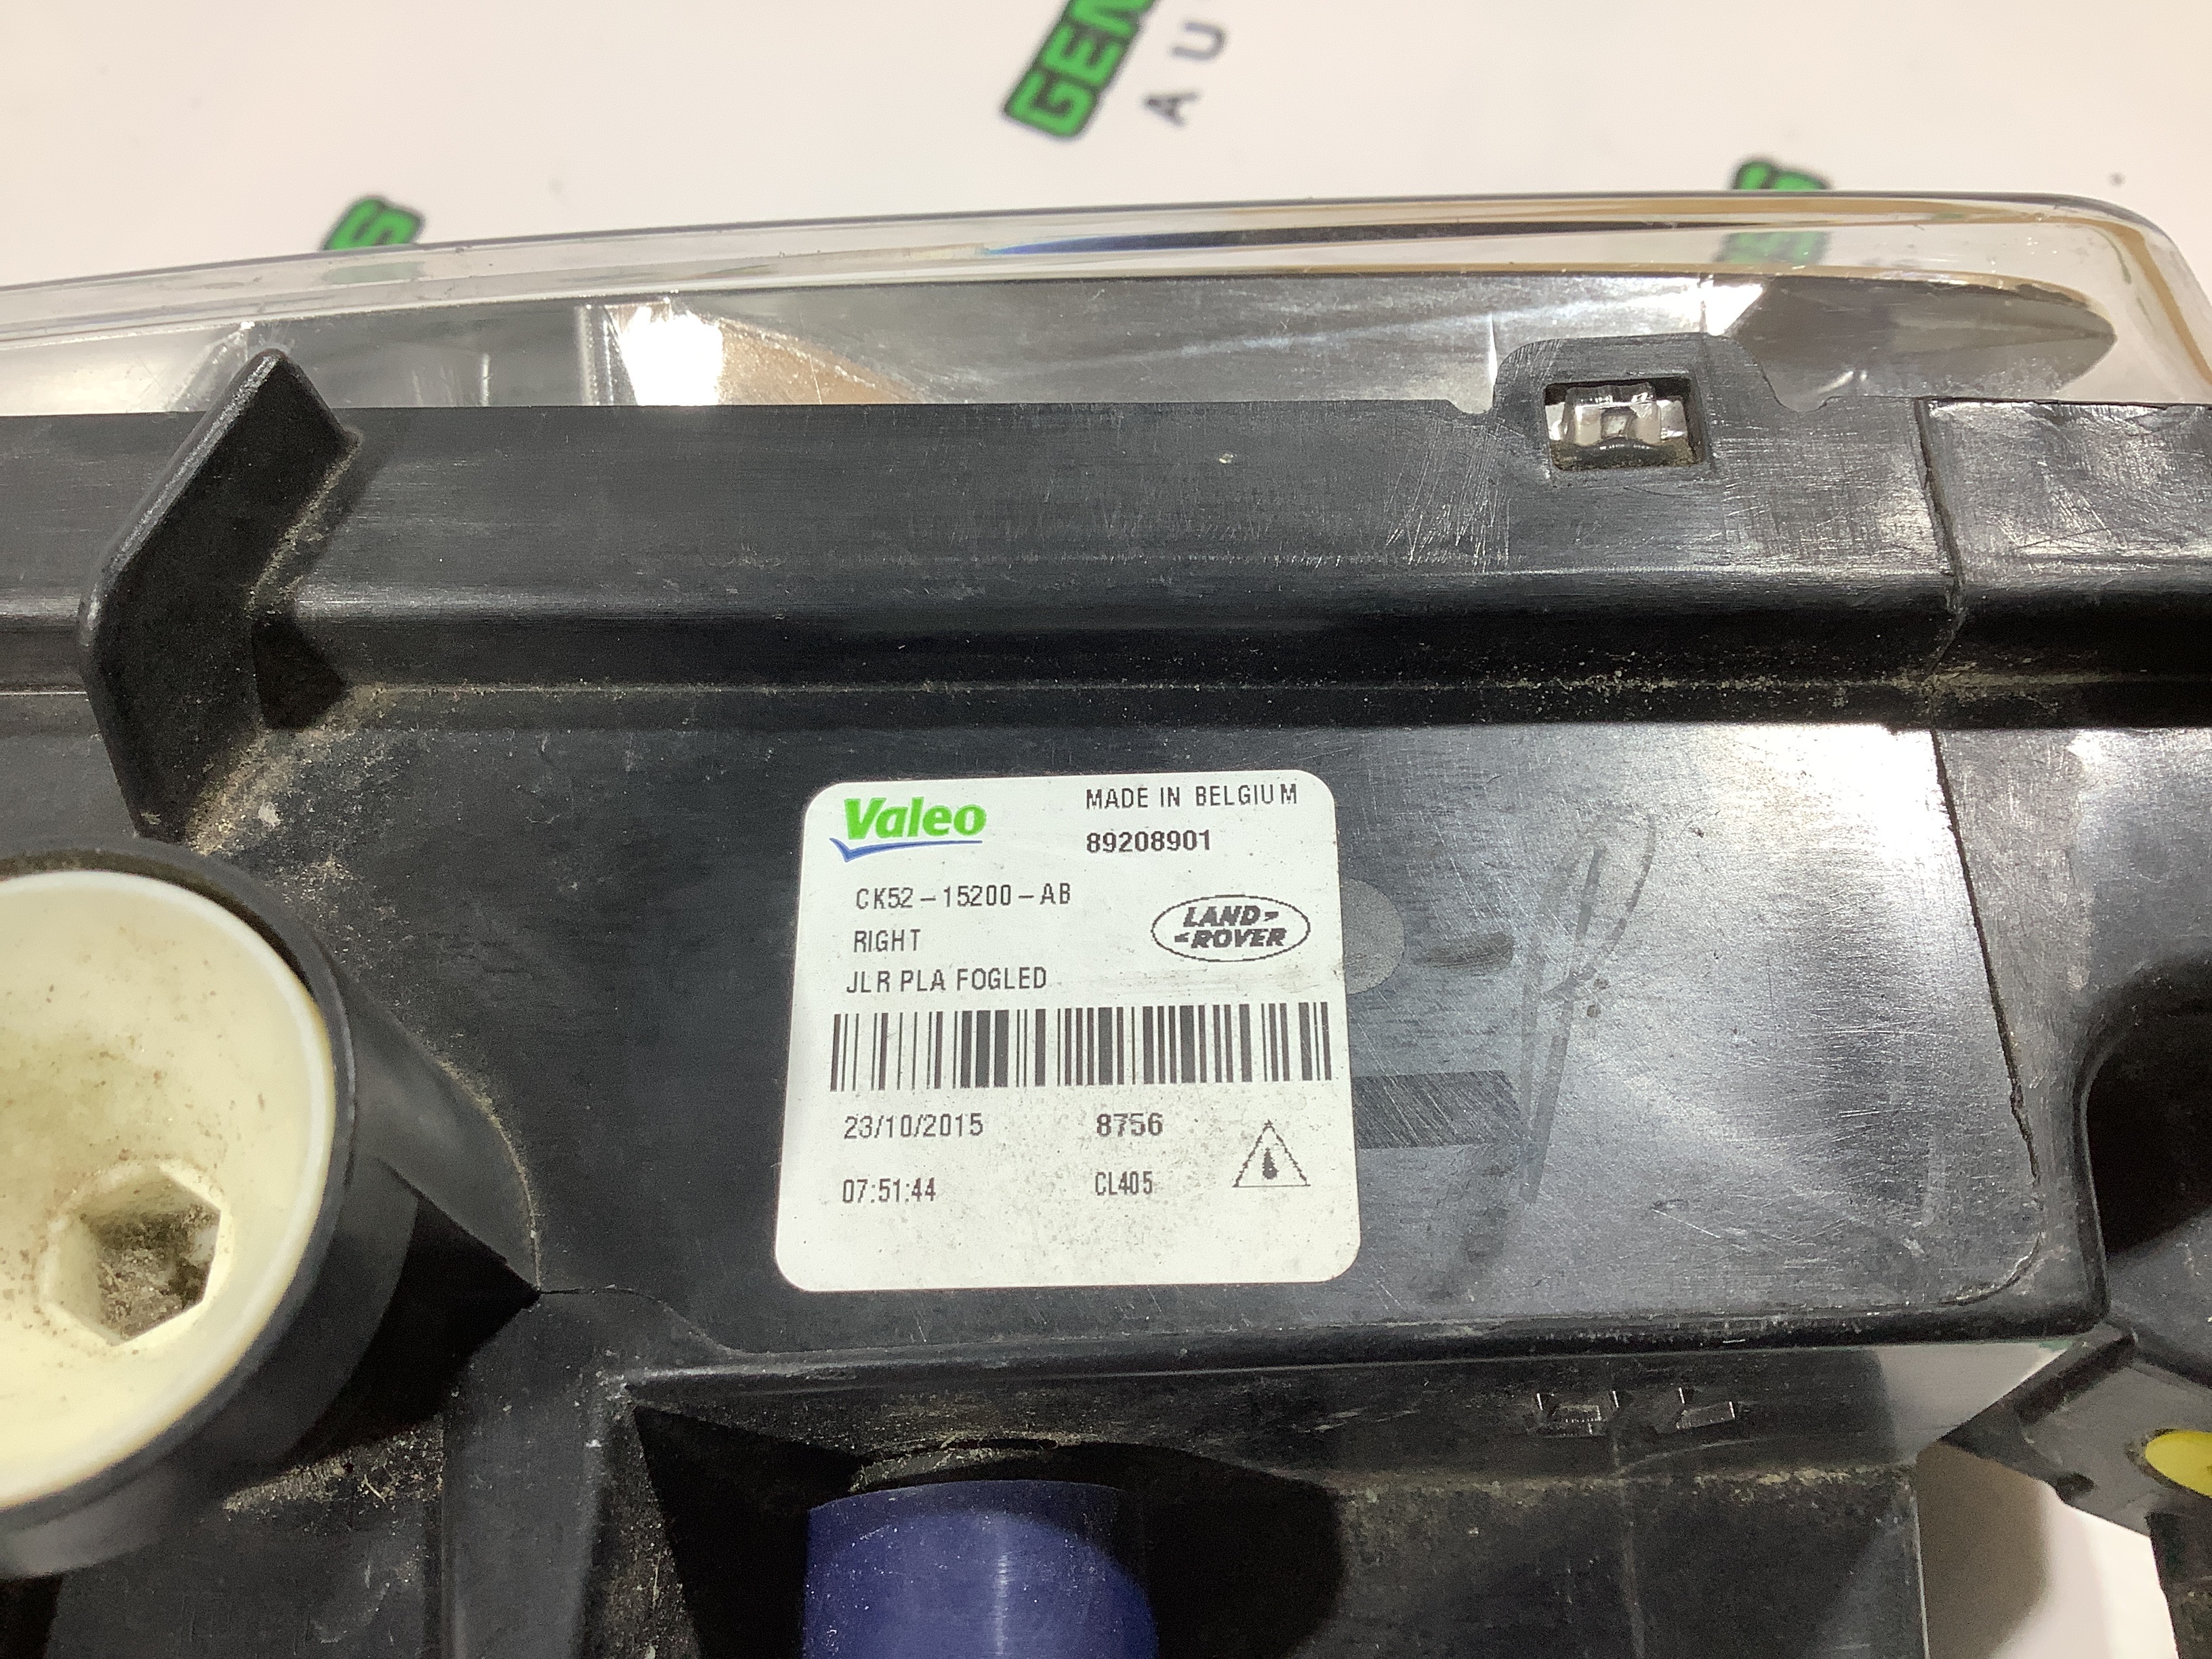 Valeo
MADE IN BELGIUM
89208901
CK52-15200-AB
RIGHT
LAND-
-ROVER
JLR PLA FOGLED
23/10/2015
8756
07:51:44
CL405